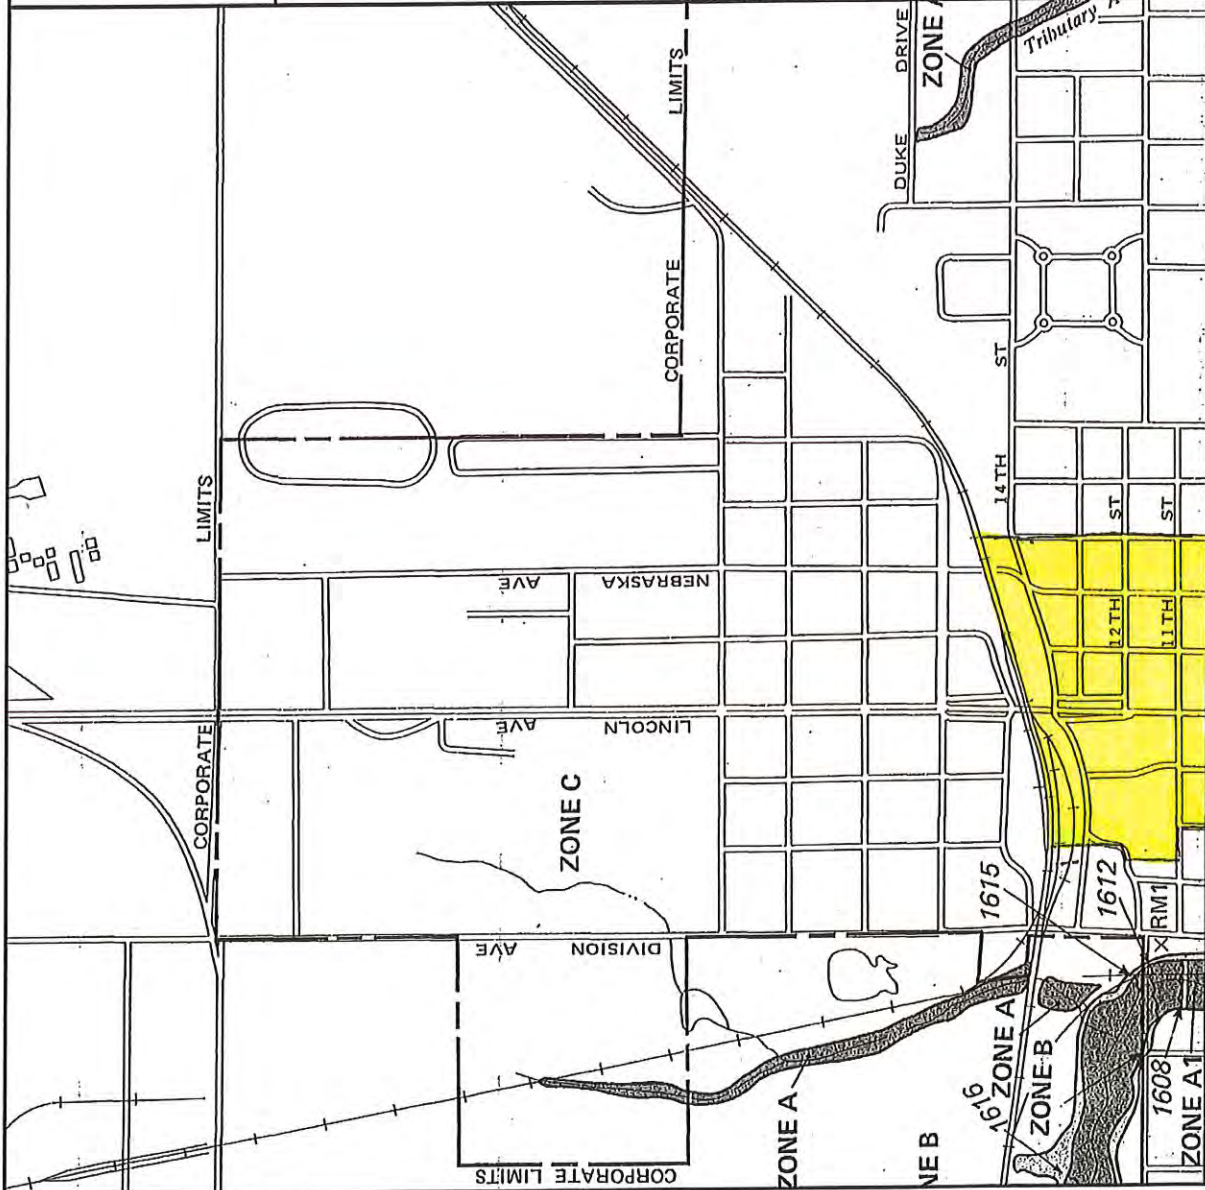 DUKE DRIVE
ZONE
Tributary A
LIMITS
CORPORATE
ST
14TH
LIMITS
CORPORATE
ST
ST
12TH
11TH
NEBRASKA AVE
LINCOLN AVE
ZONE C
DIVISION AVE
1615
1612
RM1
CORPORATE LIMITS
ZONE A
NE B
1616
ZONE A
ZONE B
1608
ZONE A1